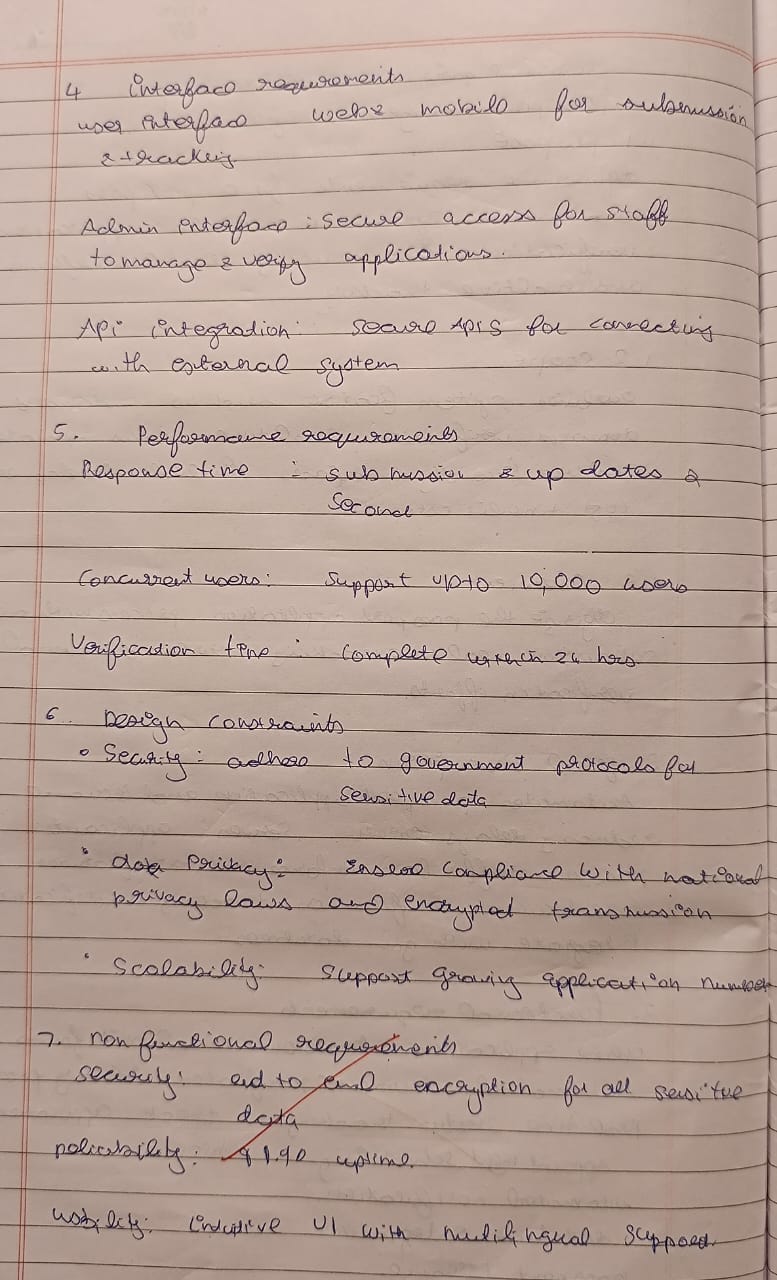 4 interface requirements
user interface web & mobile for submission
& tracking
Admin interface : secure access for staff
to manage & verify applications.
Api integration: secure APIS for connecting
with external system
5. Performance requirements
Response time : submission & up dates 2
Second
Concurrent users: Support upto 10,000 users
Verification time : Complete within 24 hrs.
6. Design constraints
Security: adhere to government protocols for
sensitive data
data Privacy: Ensure compliance with national
privacy laws and encrypted transmission
Scalability: Support growing application number
7. non functional requirements
security: end to end encryption for all sensitive
data
uptime.
usability: intuitive UI with multilingual support.